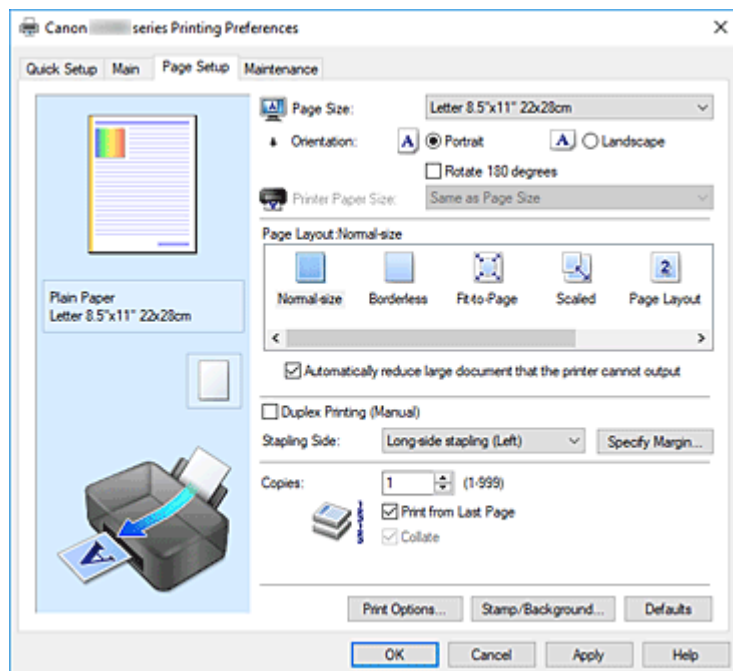 Canon series Printing Preferences
Quick Setup Main Page Setup Maintenance
Page Size: Letter 8.5"x11" 22x28cm
Orientation: A Portrait A Landscape
Rotate 180 degrees
Printer Paper Size: Same as Page Size
Page Layout:Normal-size
2
Normal-size Borderless Fit-to-Page Scaled Page Layout
Plain Paper
Letter 8.5"x11" 22x28cm
Automatically reduce large document that the printer cannot output
Duplex Printing (Manual)
Stapling Side: Long-side stapling (Left) Specify Margin...
Copies: 1 (1-999)
Print from Last Page
Collate
A
Print Options... Stamp/Background... Defaults
OK Cancel Apply Help